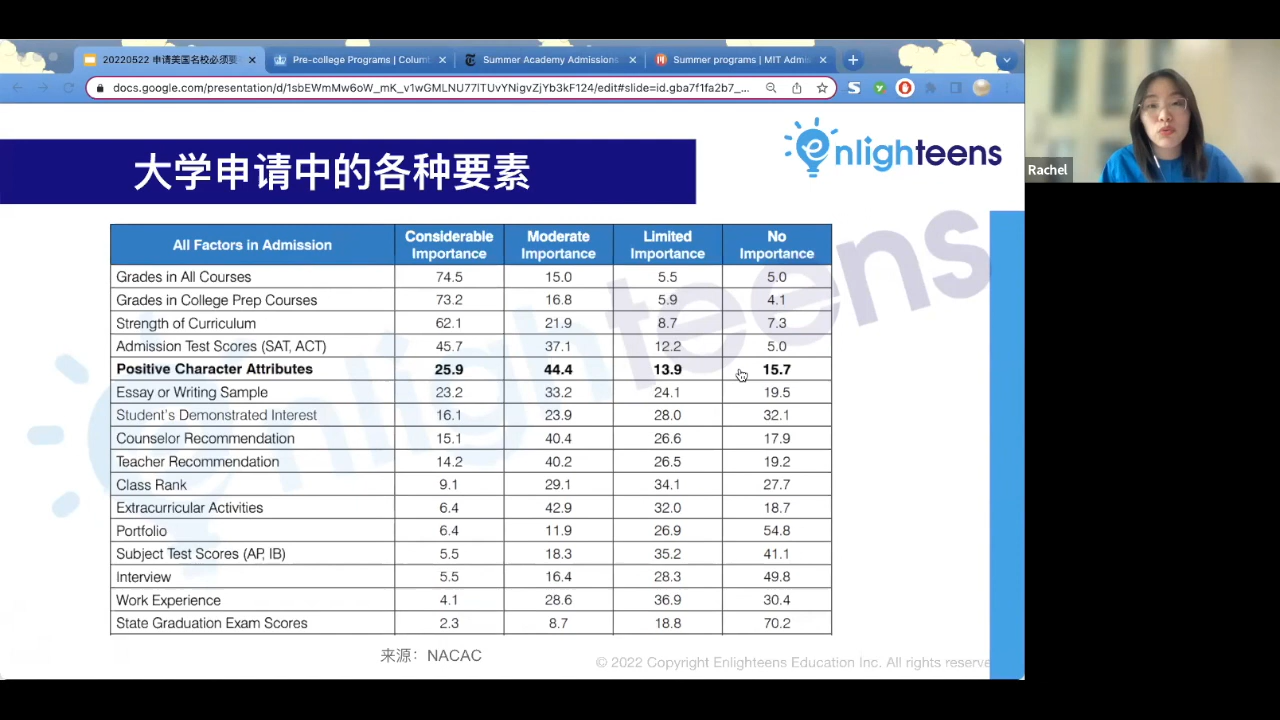 20220522 申请美国名校必须要
Pre-college Programs | Colum
Summer Academy Admissions
Summer programs | MIT Admis
docs.google.com/presentation/d/1sbEWmMw6oW_mK_v1wGMLNU77lTUvYNigvZjYb3kF124/edit#slide=id.gba7f1fa2b7_...
大学申请中的各种要素
enlighteens
Rachel
All Factors in Admission Considerable Importance Moderate Importance Limited Importance No Importance
Grades in All Courses 74.5 15.0 5.5 5.0
Grades in College Prep Courses 73.2 16.8 5.9 4.1
Strength of Curriculum 62.1 21.9 8.7 7.3
Admission Test Scores (SAT, ACT) 45.7 37.1 12.2 5.0
Positive Character Attributes 25.9 44.4 13.9 15.7
Essay or Writing Sample 23.2 33.2 24.1 19.5
Student's Demonstrated Interest 16.1 23.9 28.0 32.1
Counselor Recommendation 15.1 40.4 26.6 17.9
Teacher Recommendation 14.2 40.2 26.5 19.2
Class Rank 9.1 29.1 34.1 27.7
Extracurricular Activities 6.4 42.9 32.0 18.7
Portfolio 6.4 11.9 26.9 54.8
Subject Test Scores (AP, IB) 5.5 18.3 35.2 41.1
Interview 5.5 16.4 28.3 49.8
Work Experience 4.1 28.6 36.9 30.4
State Graduation Exam Scores 2.3 8.7 18.8 70.2
enlighteens
来源：NACAC
© 2022 Copyright Enlighteens Education Inc. All rights reserve